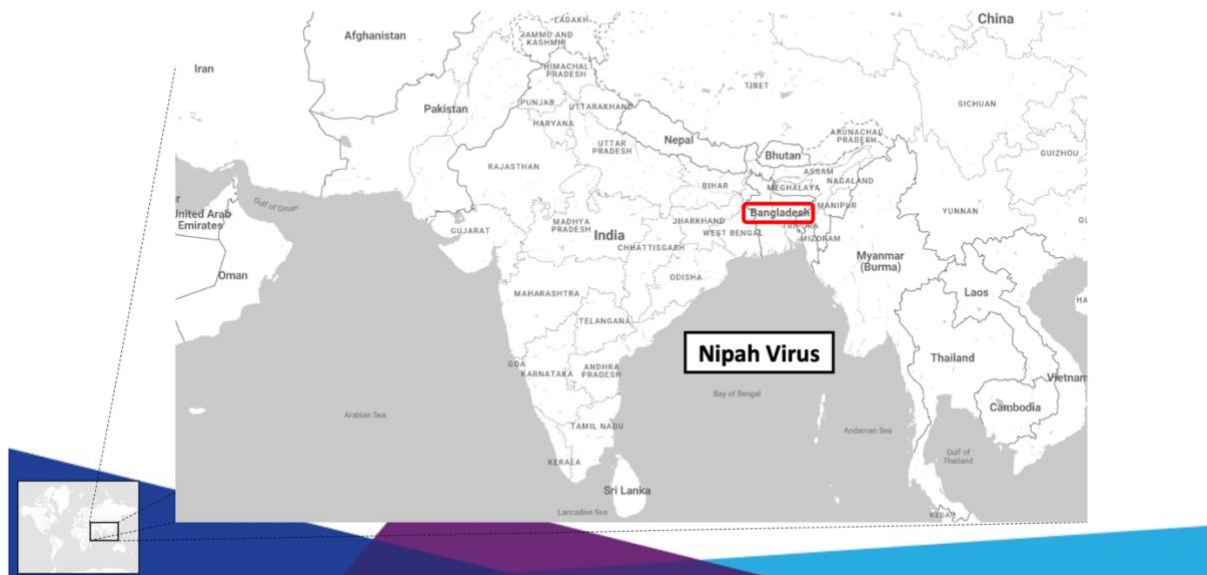 China
LADAKH
Afghanistan
JAMMU AND
KASHMIR
HIMACHAL
PRADESH
Iran
TIBET
PUNJAB
UTTARAKHAND
SICHUAN
Pakistan
HARYANA
Nepal
ARUNACHAL
PRADESH
UTTAR
PRADESH
Bhutan
GUIZHOU
RAJASTHAN
ASSAM
NAGALAND
BIHAR
MEGHALAYA
Gulf of Oman
MANIPUR
United Arab
Emirates
Bangladesh
YUNNAN
JHARKHAND
TRIPURA
MADHYA
PRADESH
GUJARAT
India
WEST BENGAL
MIZORAM
CHHATTISGARH
Myanmar
(Burma)
Oman
ODISHA
Laos
MAHARASHTRA
TELANGANA
Nipah Virus
Thailand
GOA
KARNATAKA
ANDHRA
PRADESH
Vietnam
Bay of Bengal
Cambodia
Arabian Sea
TAMIL NADU
Andaman Sea
Gulf of
Thailand
KERALA
Sri Lanka
Laccadive Sea
KEDAH